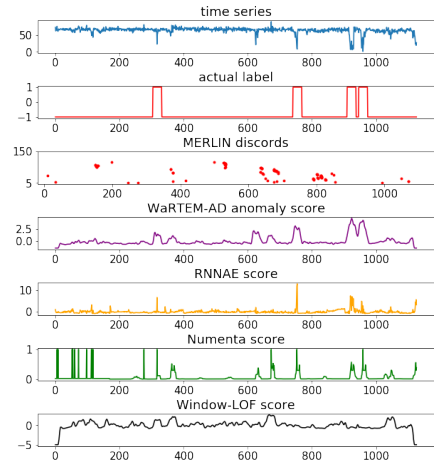 time series
50
0
0 200 400 600 800 1000
actual label
1
0
−1
0 200 400 600 800 1000
MERLIN discords
150
5
0 200 400 600 800 1000
WaRTEM-AD anomaly score
2.5
0.0
0 200 400 600 800 1000
RNNAE score
10
0
0 200 400 600 800 1000
Numenta score
1
0
0 200 400 600 800 1000
Window-LOF score
0
−5
0 200 400 600 800 1000